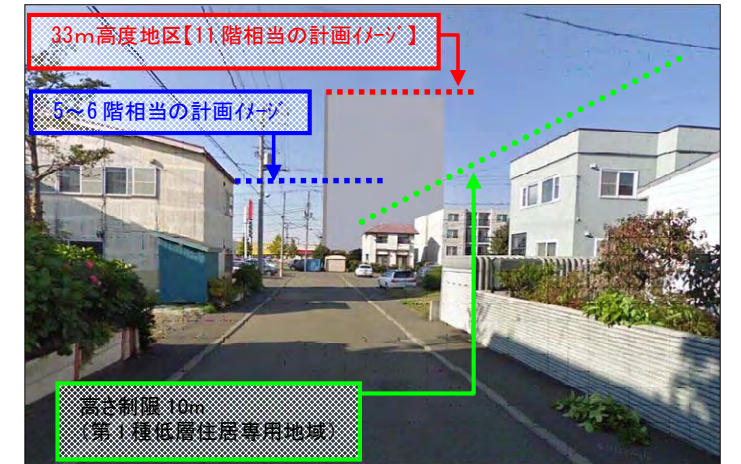 33m高度地区【11階相当の計画ｲﾒｰｼﾞ】
5～6階相当の計画ｲﾒｰｼﾞ
高さ制限10m
（第1種低層住居専用地域）